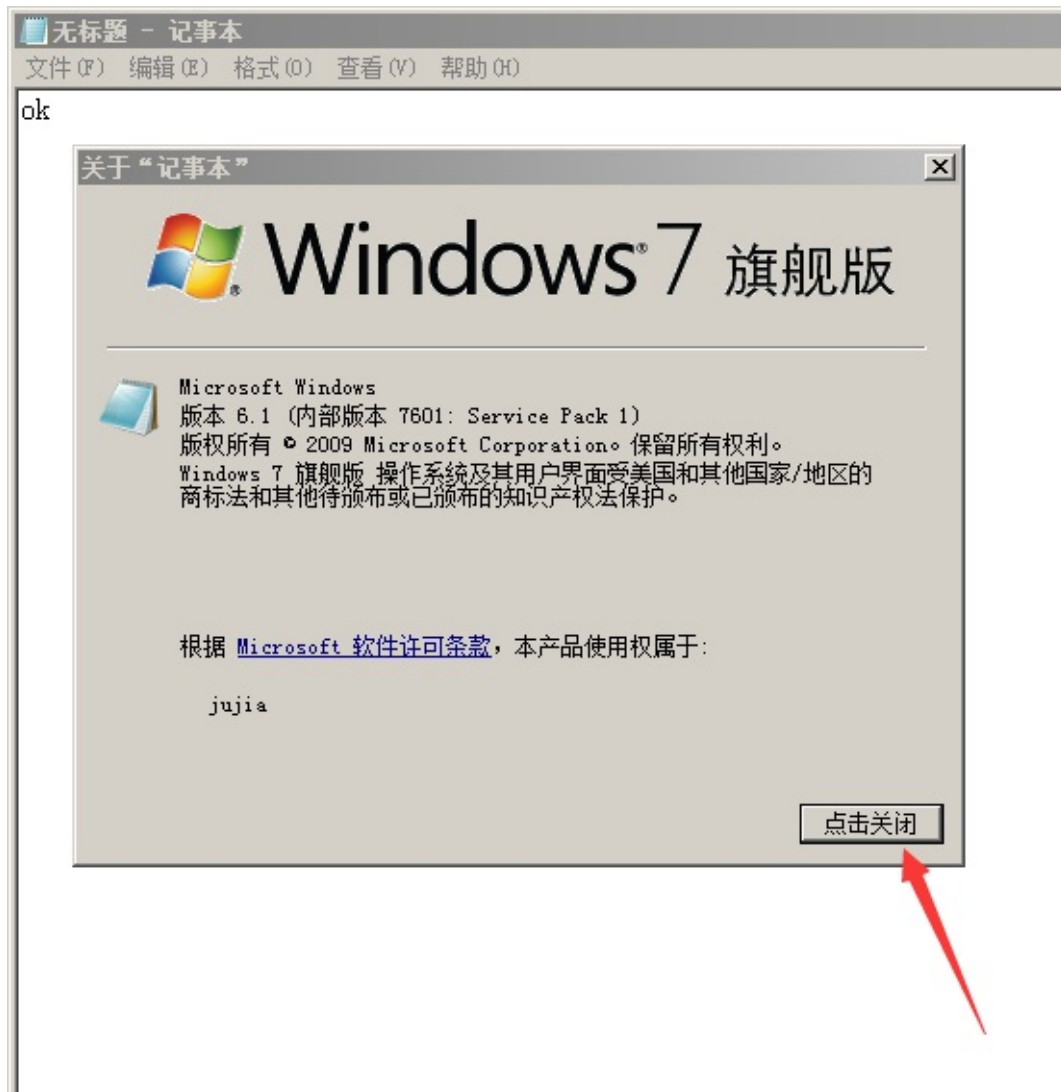 无标题 - 记事本
文件(F) 编辑(E) 格式(O) 查看(V) 帮助(H)
ok
关于“记事本”
Windows® 7 旗舰版
Microsoft Windows
版本 6.1 (内部版本 7601: Service Pack 1)
版权所有 © 2009 Microsoft Corporation。保留所有权利。
Windows 7 旗舰版 操作系统及其用户界面受美国和其他国家/地区的
商标法和其他待颁布或已颁布的知识产权法保护。
根据 Microsoft 软件许可条款，本产品使用权属于:
jujia
点击关闭